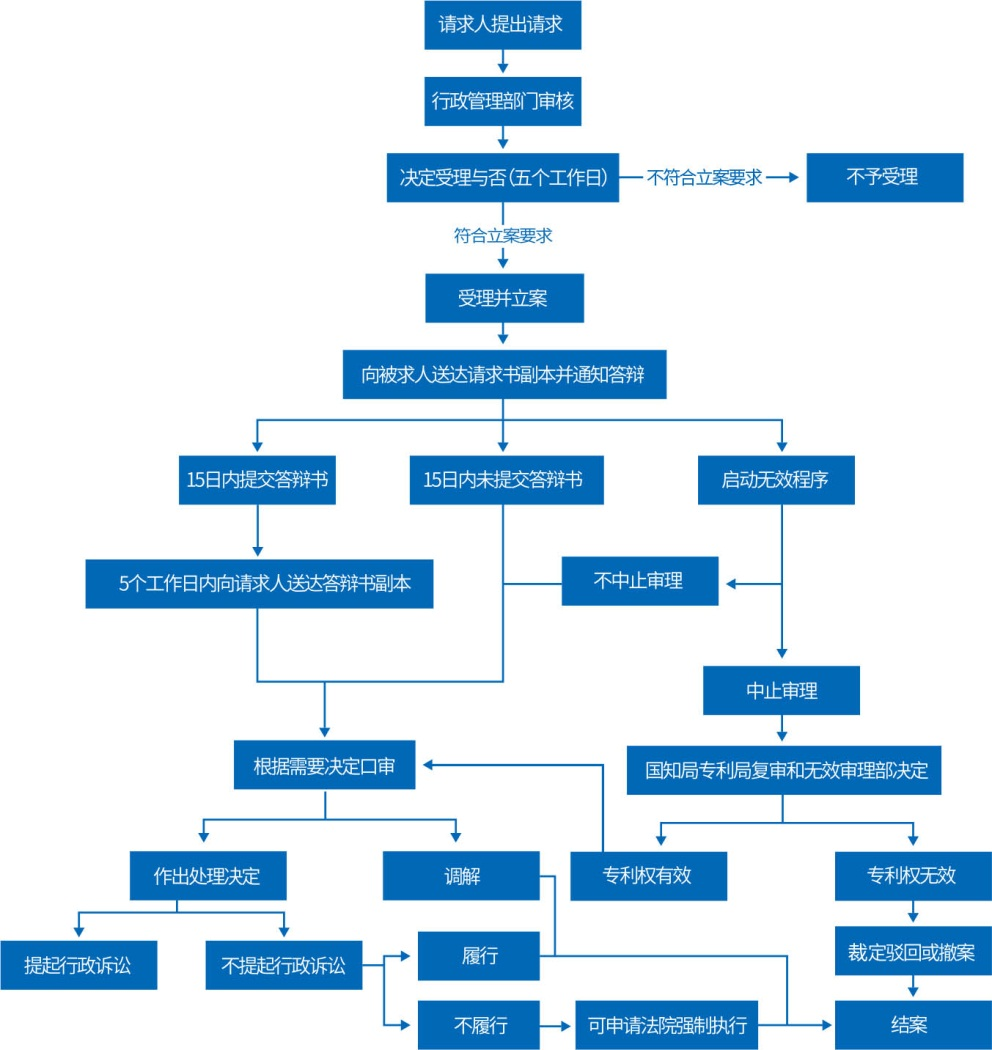 请求人提出请求
行政管理部门审核
决定受理与否(五个工作日)
不符合立案要求
不予受理
符合立案要求
受理并立案
向被求人送达请求书副本并通知答辩
15日内提交答辩书
15日内未提交答辩书
启动无效程序
5个工作日内向请求人送达答辩书副本
不中止审理
中止审理
根据需要决定口审
国知局专利局复审和无效审理部决定
作出处理决定
调解
专利权有效
专利权无效
提起行政诉讼
不提起行政诉讼
履行
裁定驳回或撤案
不履行
可申请法院强制执行
结案